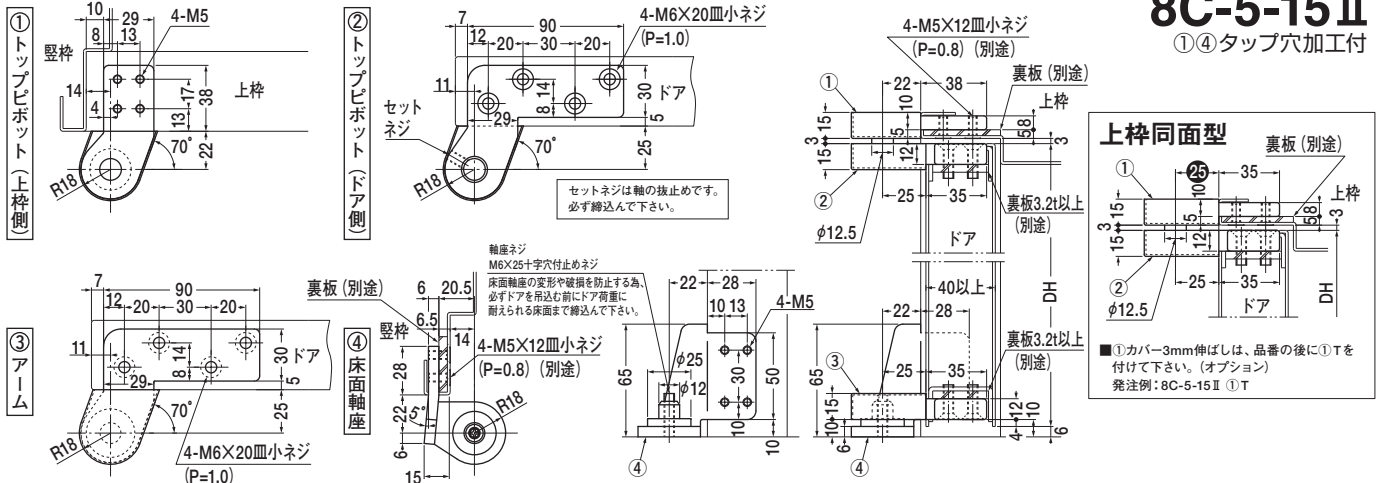 8C-5-15Ⅱ
①④タップ穴加工付
①トップピボット（上枠側）
10 29 4-M5
8 13
竪枠
14
4
上枠
17
38
13
22
70°
R18
②トップピボット（ドア側）
7 90 4-M6×20皿小ネジ
(P=1.0)
12 20 30 20
11
14
8
30
ドア
5
29
セット
ネジ
70°
25
R18
セットネジは軸の抜止めです。
必ず締込んで下さい。
4-M5×12皿小ネジ
(P=0.8) (別途)
裏板 (別途)
①
22 38
上枠
10
15
5
5.8
3
3
15
12
②
25 35
φ12.5
裏板3.2t以上
(別途)
ドア
40以上
DH
22 28
裏板3.2t以上
(別途)
③
25 35
65
15
10
12
10
6
4
6
④
上枠同面型
裏板 (別途)
①
25 35
上枠
10
15
5
5.8
3
3
15
12
②
25 35
φ12.5
ドア
DH
■①カバー3mm伸ばしは、品番の後に①Tを
付けて下さい。(オプション)
発注例：8C-5-15Ⅱ ①T
③アーム
7 90
12 20 30 20
11
14
8
30
ドア
5
29
70°
25
R18
4-M6×20皿小ネジ
(P=1.0)
④床面軸座
裏板 (別途)
6 20.5
竪枠
6.5
14
4-M5×12皿小ネジ
(P=0.8) (別途)
28
22
5°
R18
6
15
軸座ネジ
M6×25十字穴付止めネジ
床面軸座の変形や破損を防止する為、
必ずドアを吊込む前にドア荷重に
耐えられる床面まで締込んで下さい。
22 28
10 13
4-M5
φ25
φ12
65
30
50
10
10
④